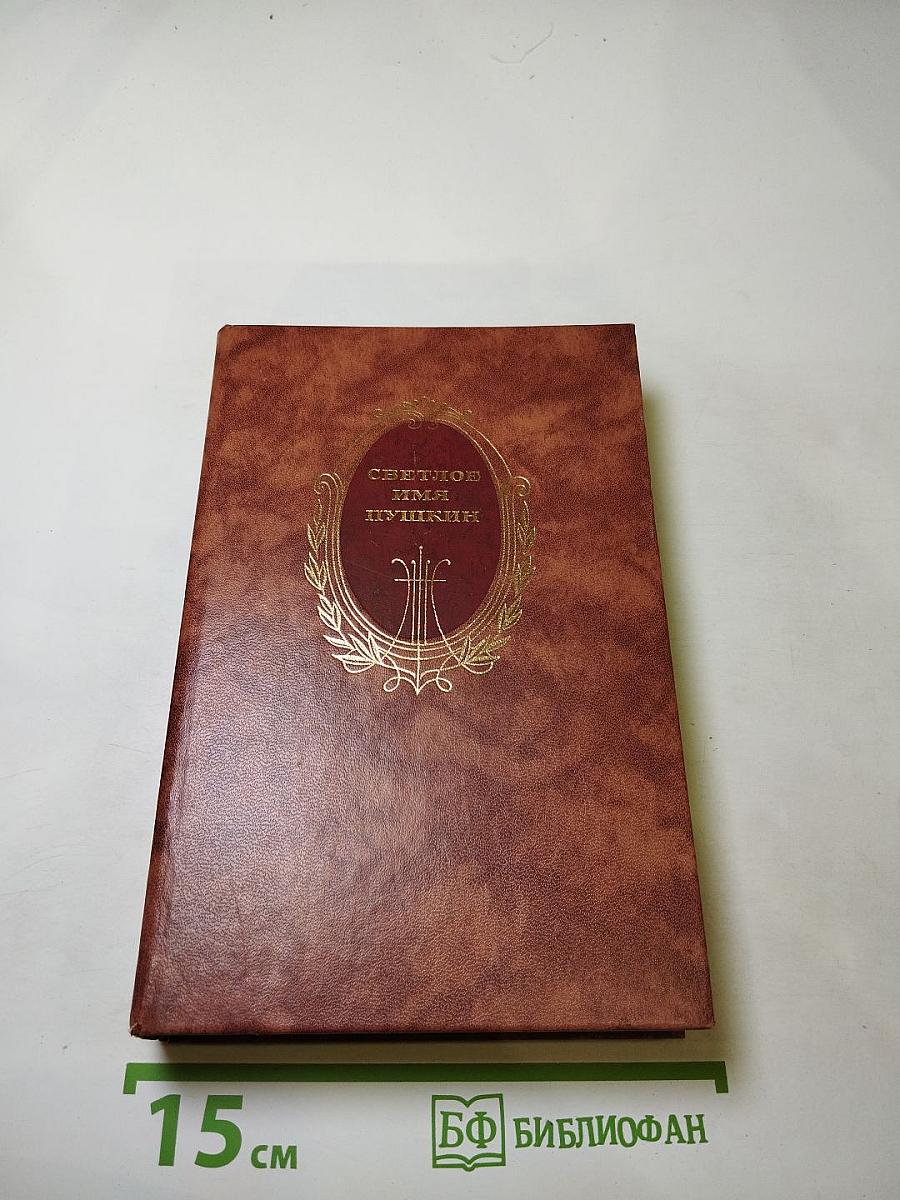 СВЕТЛОЕ
ИМЯ
ПУШКИН
15 см
БФ БИБЛИОФАН